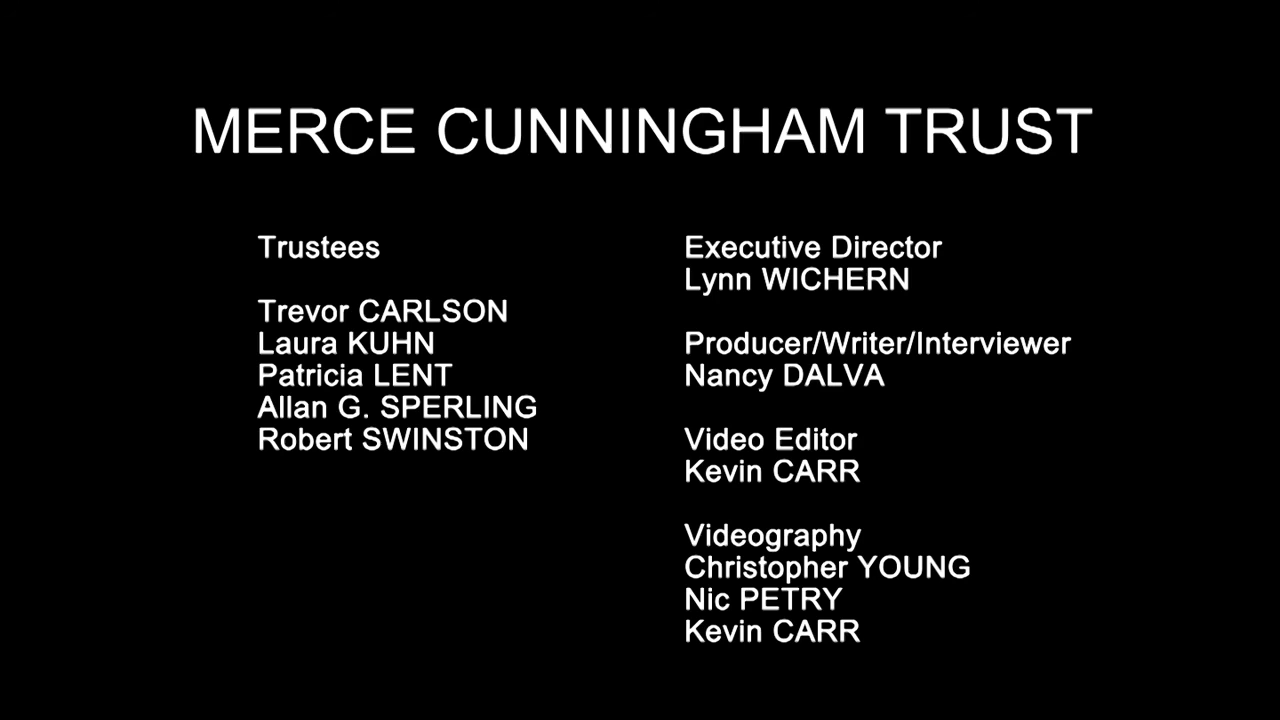 MERCE CUNNINGHAM TRUST
Trustees
Trevor CARLSON
Laura KUHN
Patricia LENT
Allan G. SPERLING
Robert SWINSTON
Executive Director
Lynn WICHERN
Producer/Writer/Interviewer
Nancy DALVA
Video Editor
Kevin CARR
Videography
Christopher YOUNG
Nic PETRY
Kevin CARR